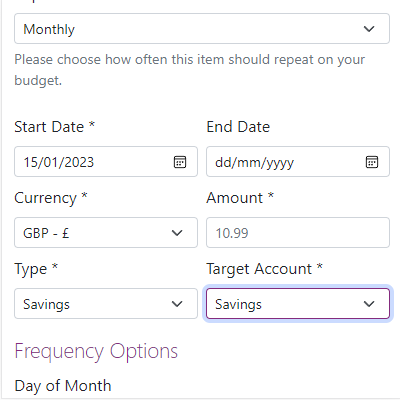 Monthly
Please choose how often this item should repeat on your
budget.
Start Date * End Date
15/01/2023 dd/mm/yyyy
Currency * Amount *
GBP - £ 10.99
Type * Target Account *
Savings Savings
Frequency Options
Day of Month